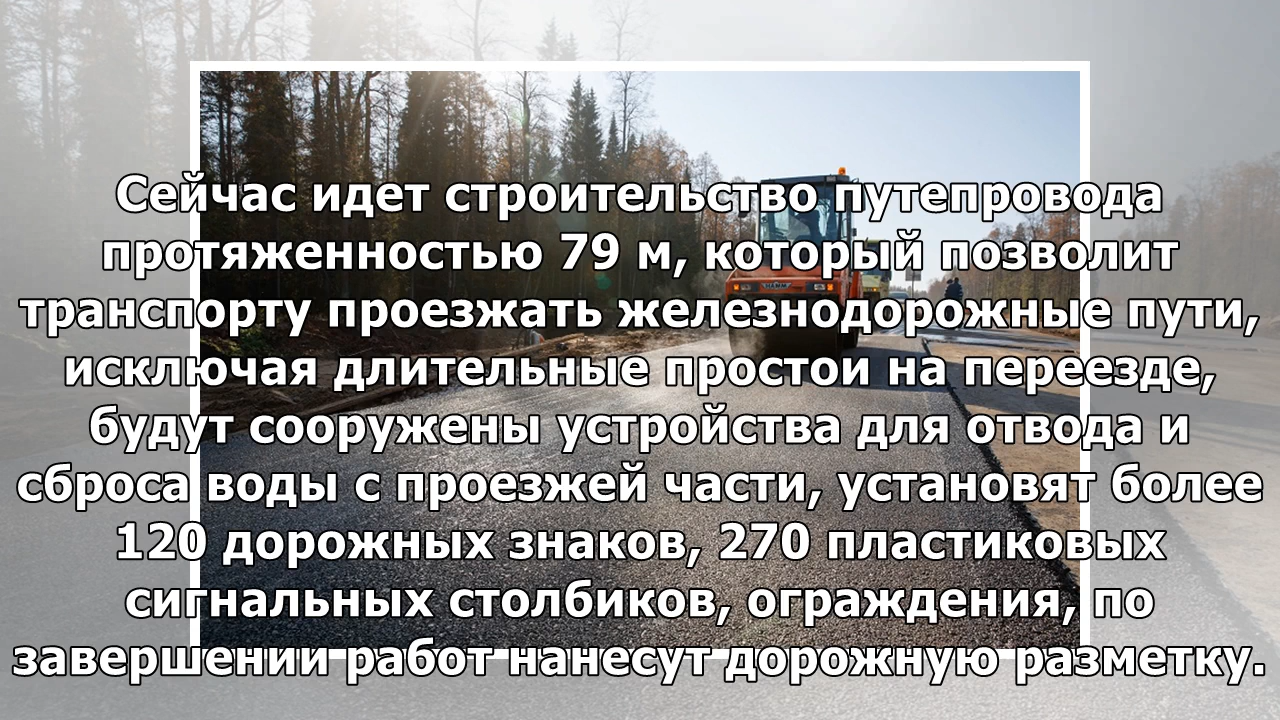 Сейчас идет строительство путепровода
протяженностью 79 м, который позволит
транспорту проезжать железнодорожные пути,
исключая длительные простои на переезде,
будут сооружены устройства для отвода и
сброса воды с проезжей части, установят более
120 дорожных знаков, 270 пластиковых
сигнальных столбиков, ограждения, по
завершении работ нанесут дорожную разметку.
HAMM